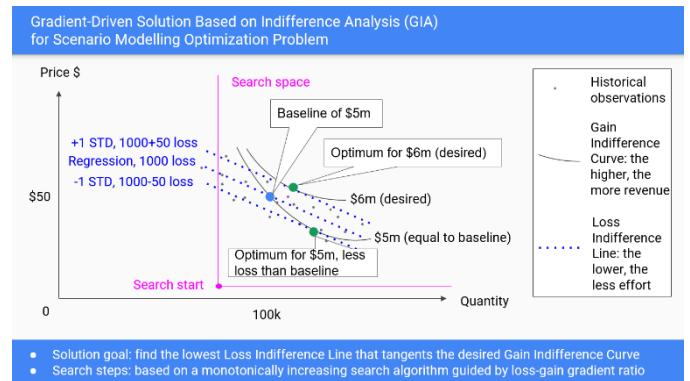 Gradient-Driven Solution Based on Indifference Analysis (GIA)
for Scenario Modelling Optimization Problem
Price $
Search space
Baseline of $5m
+1 STD, 1000+50 loss
Regression, 1000 loss
-1 STD, 1000-50 loss
Optimum for $6m (desired)
$50
$6m (desired)
$5m (equal to baseline)
Optimum for $5m, less
loss than baseline
Search start
Quantity
0
100k
Historical
observations
Gain
Indifference
Curve: the
higher, the
more revenue
Loss
Indifference
Line: the
lower, the
less effort
● Solution goal: find the lowest Loss Indifference Line that tangents the desired Gain Indifference Curve
● Search steps: based on a monotonically increasing search algorithm guided by loss-gain gradient ratio